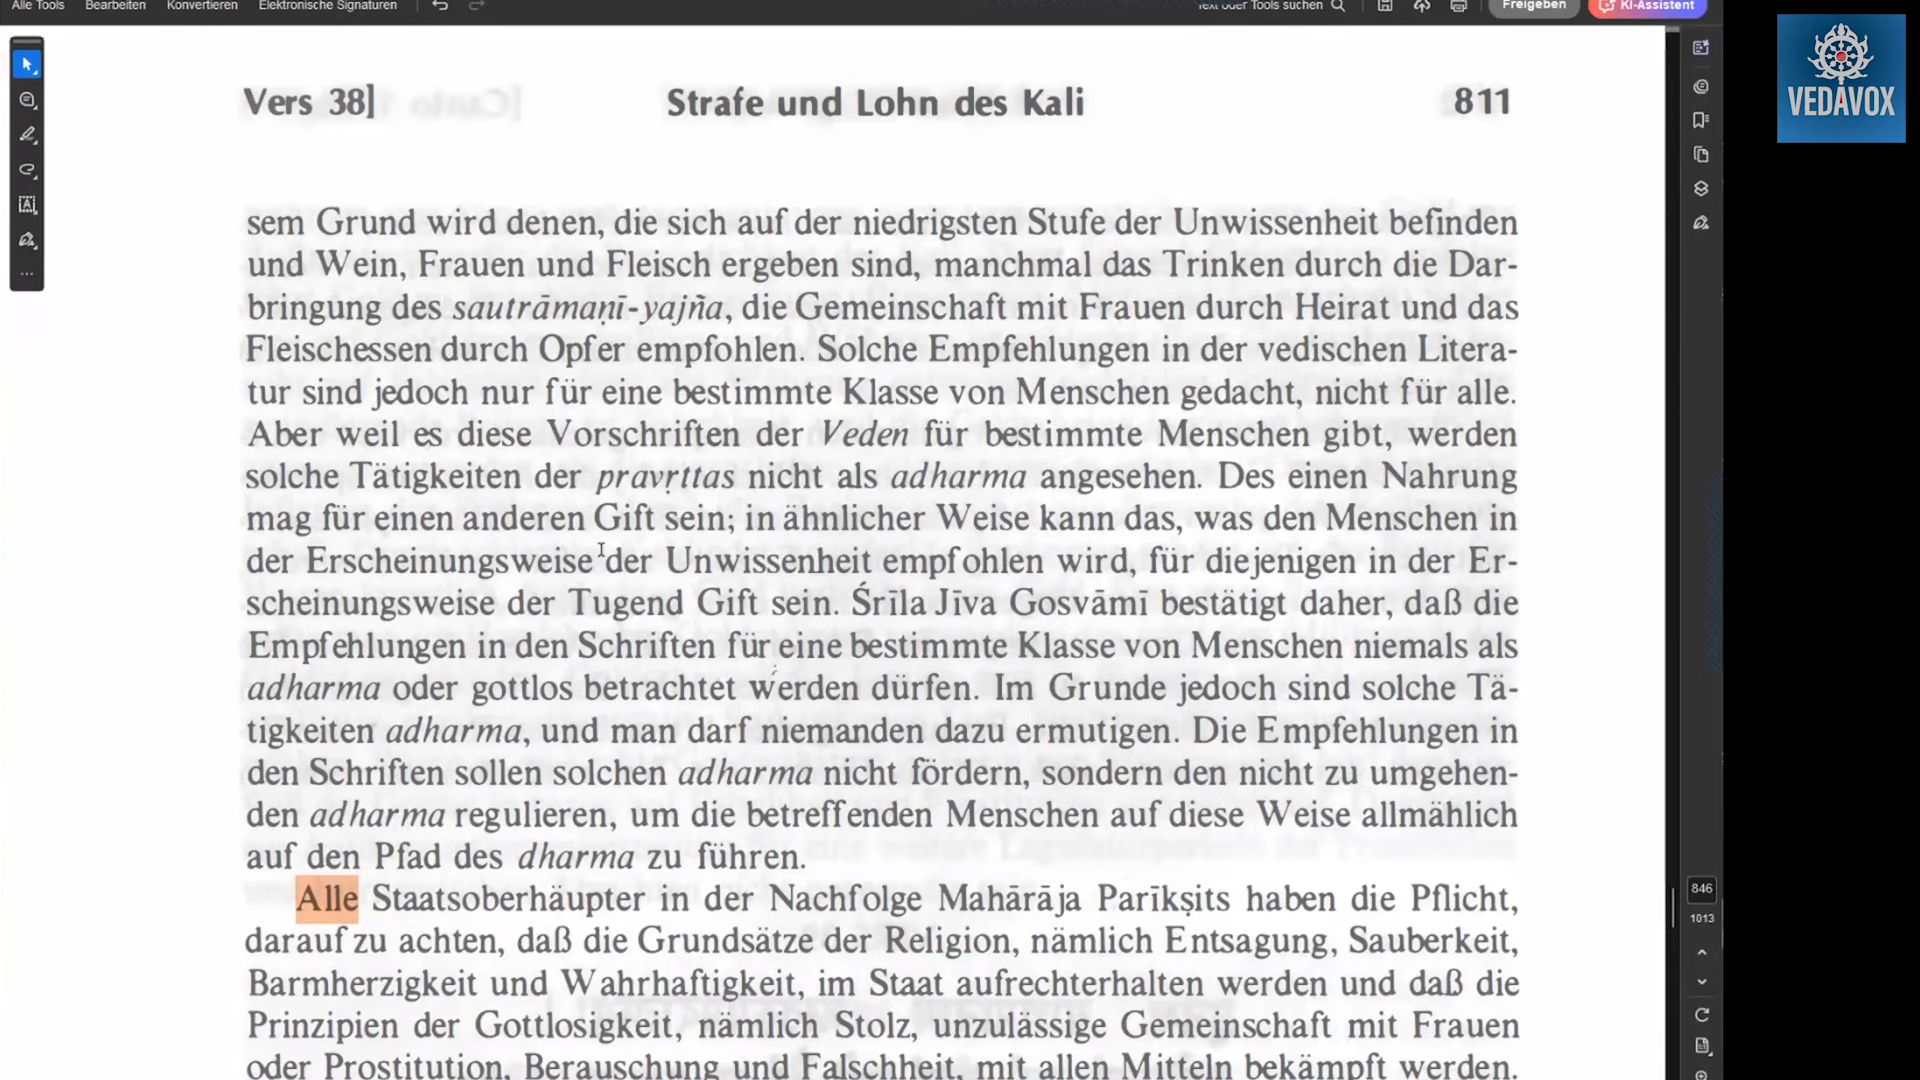 Alle Tools Bearbeiten Konvertieren Elektronische Signaturen Text oder Tools suchen Freigeben KI-Assistent
VEDAVOX
Vers 38] Strafe und Lohn des Kali 811
sem Grund wird denen, die sich auf der niedrigsten Stufe der Unwissenheit befinden
und Wein, Frauen und Fleisch ergeben sind, manchmal das Trinken durch die Dar-
bringung des sautrāmaṇī-yajña, die Gemeinschaft mit Frauen durch Heirat und das
Fleischessen durch Opfer empfohlen. Solche Empfehlungen in der vedischen Litera-
tur sind jedoch nur für eine bestimmte Klasse von Menschen gedacht, nicht für alle.
Aber weil es diese Vorschriften der Veden für bestimmte Menschen gibt, werden
solche Tätigkeiten der pravṛttas nicht als adharma angesehen. Des einen Nahrung
mag für einen anderen Gift sein; in ähnlicher Weise kann das, was den Menschen in
der Erscheinungsweise der Unwissenheit empfohlen wird, für diejenigen in der Er-
scheinungsweise der Tugend Gift sein. Śrīla Jīva Gosvāmī bestätigt daher, daß die
Empfehlungen in den Schriften für eine bestimmte Klasse von Menschen niemals als
adharma oder gottlos betrachtet werden dürfen. Im Grunde jedoch sind solche Tä-
tigkeiten adharma, und man darf niemanden dazu ermutigen. Die Empfehlungen in
den Schriften sollen solchen adharma nicht fördern, sondern den nicht zu umgehen-
den adharma regulieren, um die betreffenden Menschen auf diese Weise allmählich
auf den Pfad des dharma zu führen.
Alle Staatsoberhäupter in der Nachfolge Mahārāja Parīkṣits haben die Pflicht,
darauf zu achten, daß die Grundsätze der Religion, nämlich Entsagung, Sauberkeit,
Barmherzigkeit und Wahrhaftigkeit, im Staat aufrechterhalten werden und daß die
Prinzipien der Gottlosigkeit, nämlich Stolz, unzulässige Gemeinschaft mit Frauen
oder Prostitution, Berauschung und Falschheit, mit allen Mitteln bekämpft werden.
846
1013